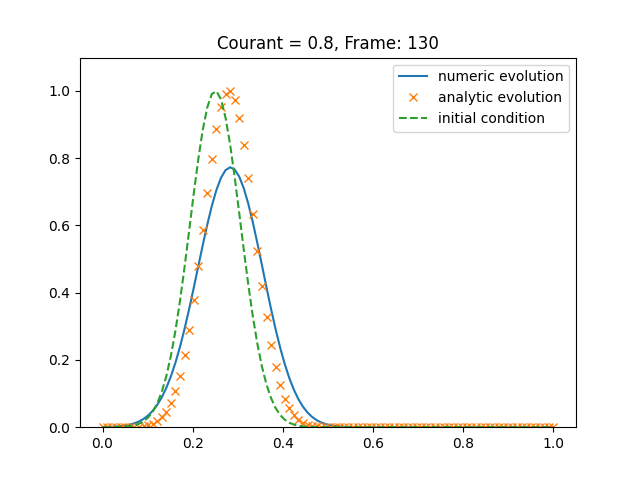 Courant = 0.8, Frame: 130
numeric evolution
analytic evolution
initial condition
1.0
0.8
0.6
0.4
0.2
0.0
0.0 0.2 0.4 0.6 0.8 1.0